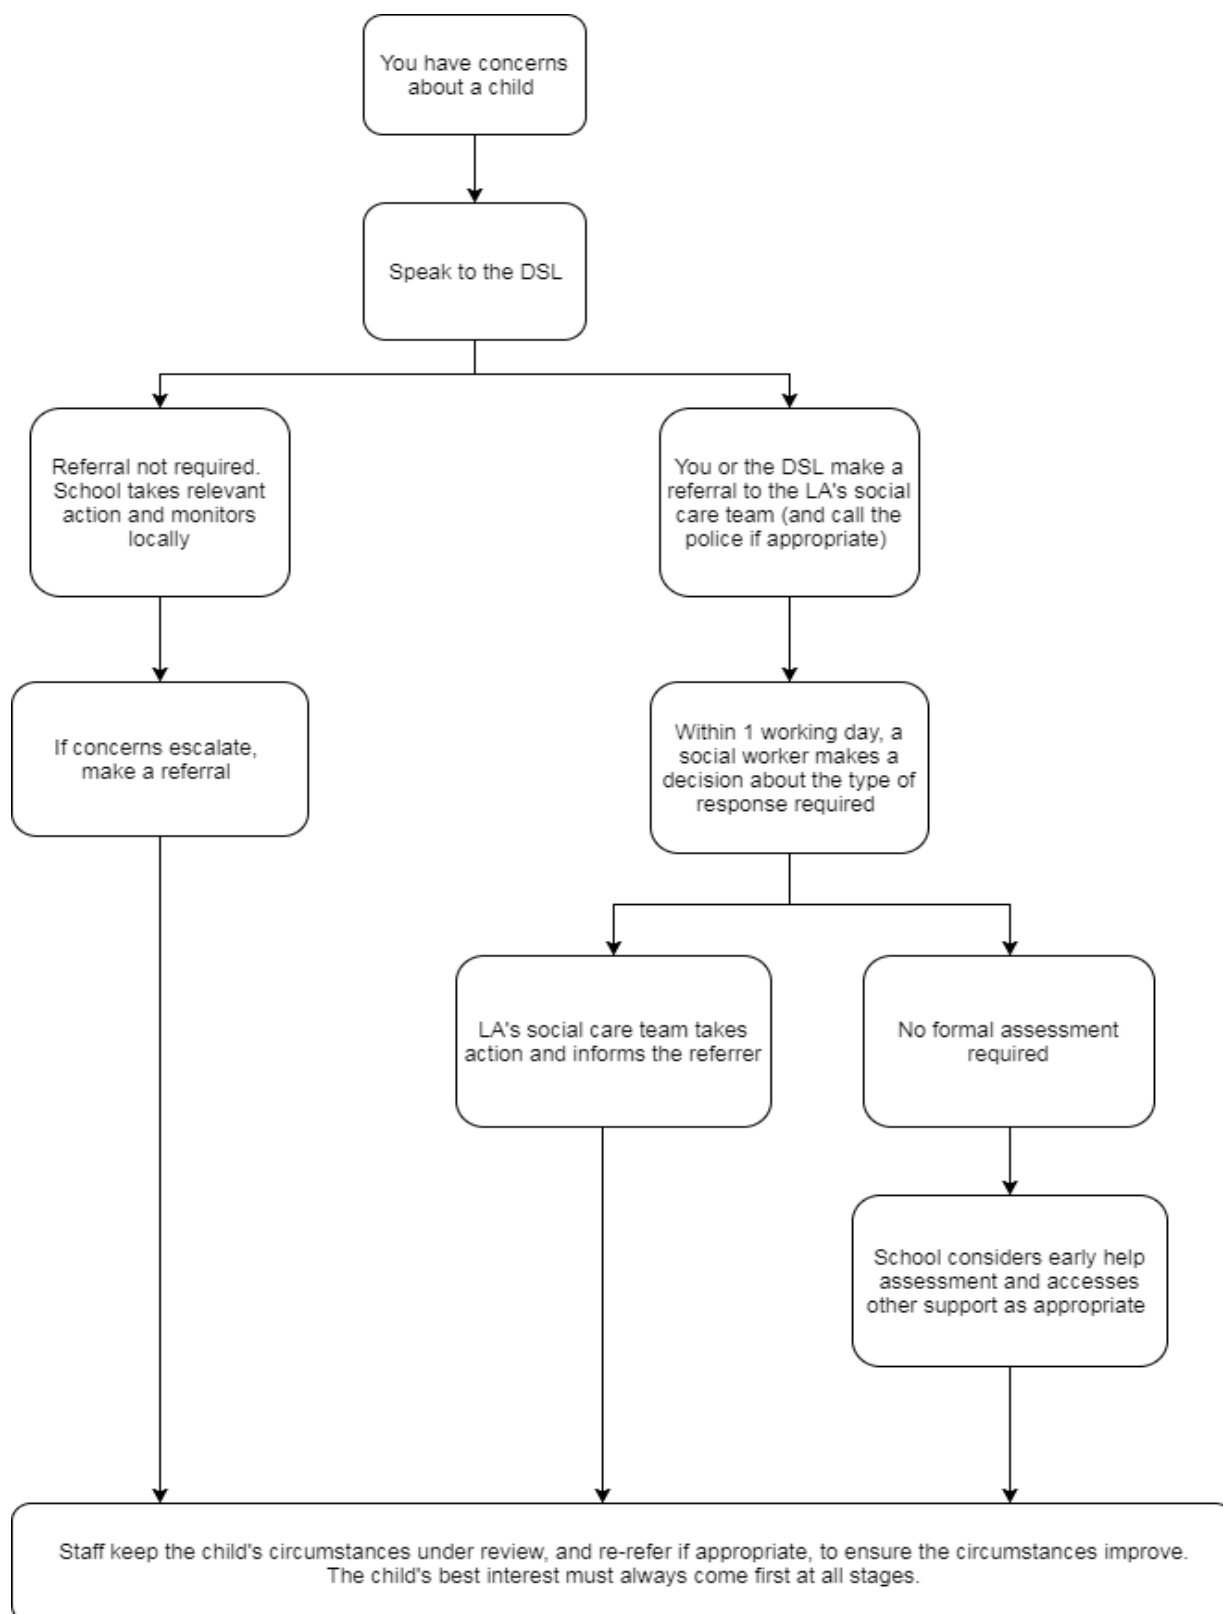 You have concerns
about a child
Speak to the DSL
Referral not required.
School takes relevant
action and monitors
locally
You or the DSL make a
referral to the LA's social
care team (and call the
police if appropriate)
If concerns escalate,
make a referral
Within 1 working day, a
social worker makes a
decision about the type of
response required
LA's social care team takes
action and informs the referrer
No formal assessment
required
School considers early help
assessment and accesses
other support as appropriate
Staff keep the child's circumstances under review, and re-refer if appropriate, to ensure the circumstances improve.
The child's best interest must always come first at all stages.